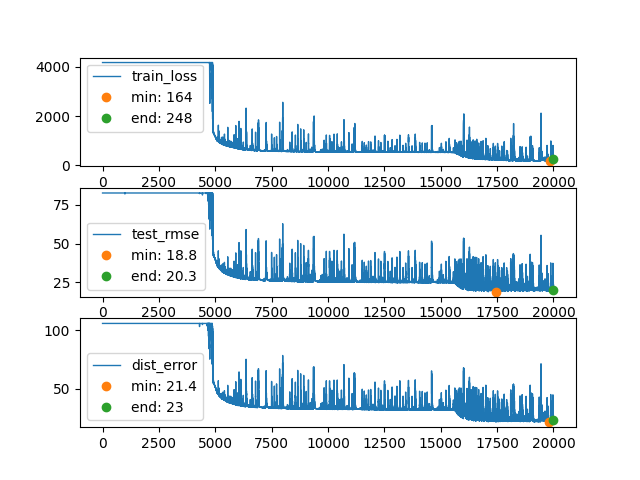 4000
2000
0
train_loss
min: 164
end: 248
0 2500 5000 7500 10000 12500 15000 17500 20000
75
50
25
test_rmse
min: 18.8
end: 20.3
0 2500 5000 7500 10000 12500 15000 17500 20000
100
50
dist_error
min: 21.4
end: 23
0 2500 5000 7500 10000 12500 15000 17500 20000